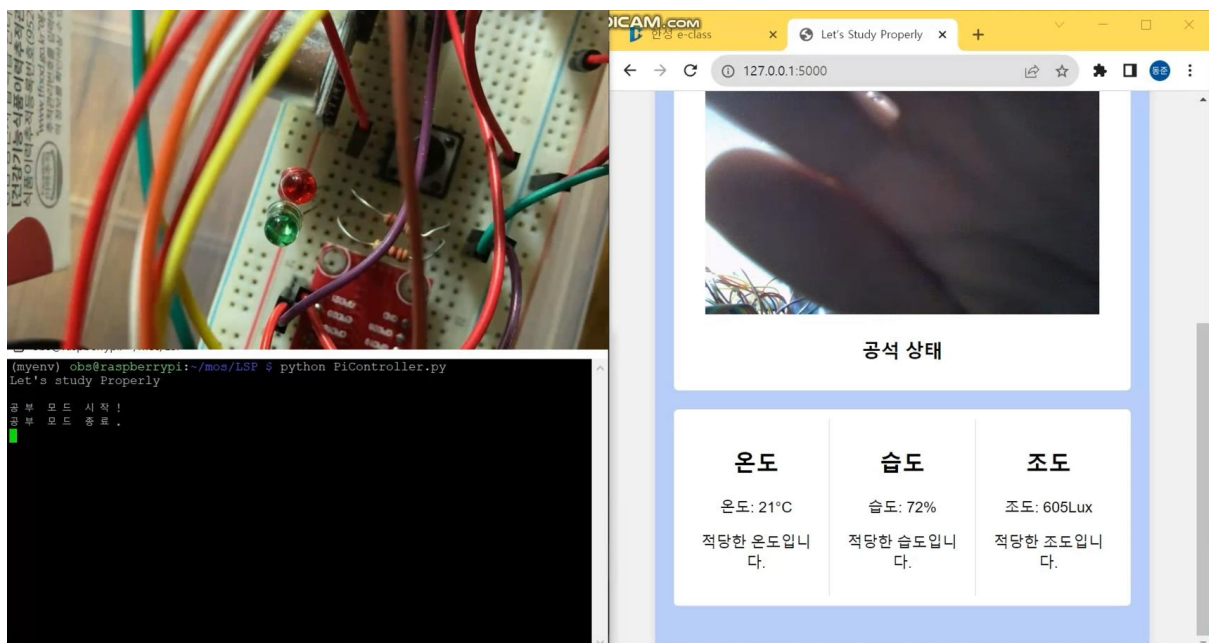 DICAM.COM
한성 e-class
Let's Study Properly
127.0.0.1:5000
동준
공석 상태
(myenv) obs@raspberrypi:~/mos/LSP $ python PiController.py
Let's study Properly
공부 모드 시작!
공부 모드 종료.
온도
습도
조도
온도: 21°C
습도: 72%
조도: 605Lux
적당한 온도입니
다.
적당한 습도입니
다.
적당한 조도입니
다.